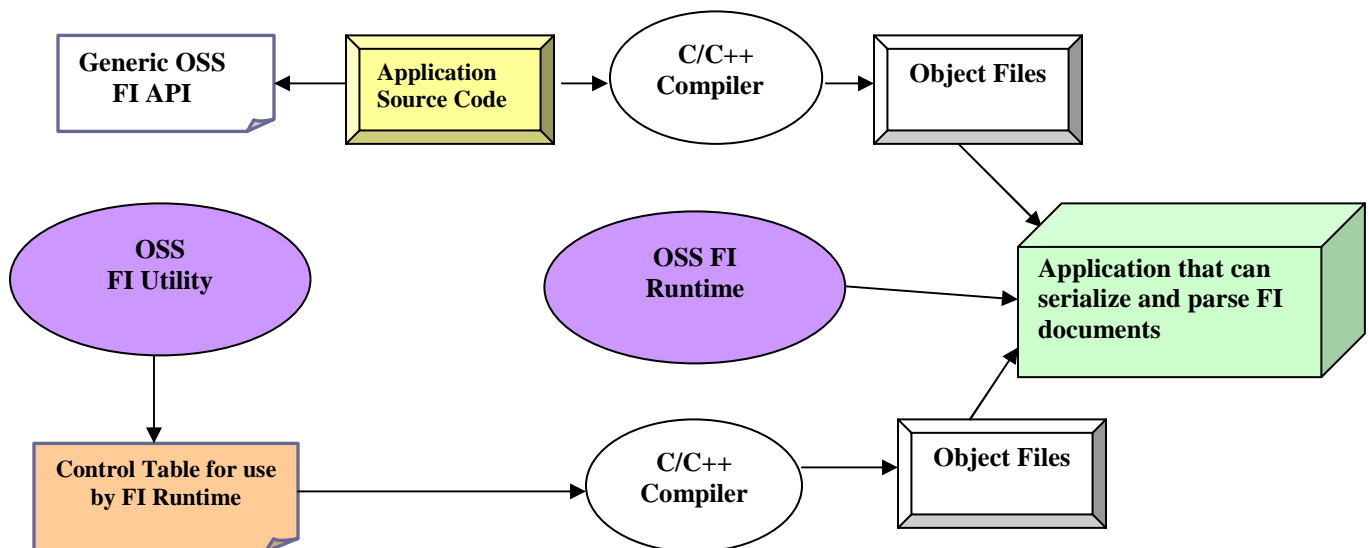 Generic OSS
FI API
Application
Source Code
C/C++
Compiler
Object Files
OSS
FI Utility
OSS FI
Runtime
Application that can
serialize and parse FI
documents
Control Table for use
by FI Runtime
C/C++
Compiler
Object Files